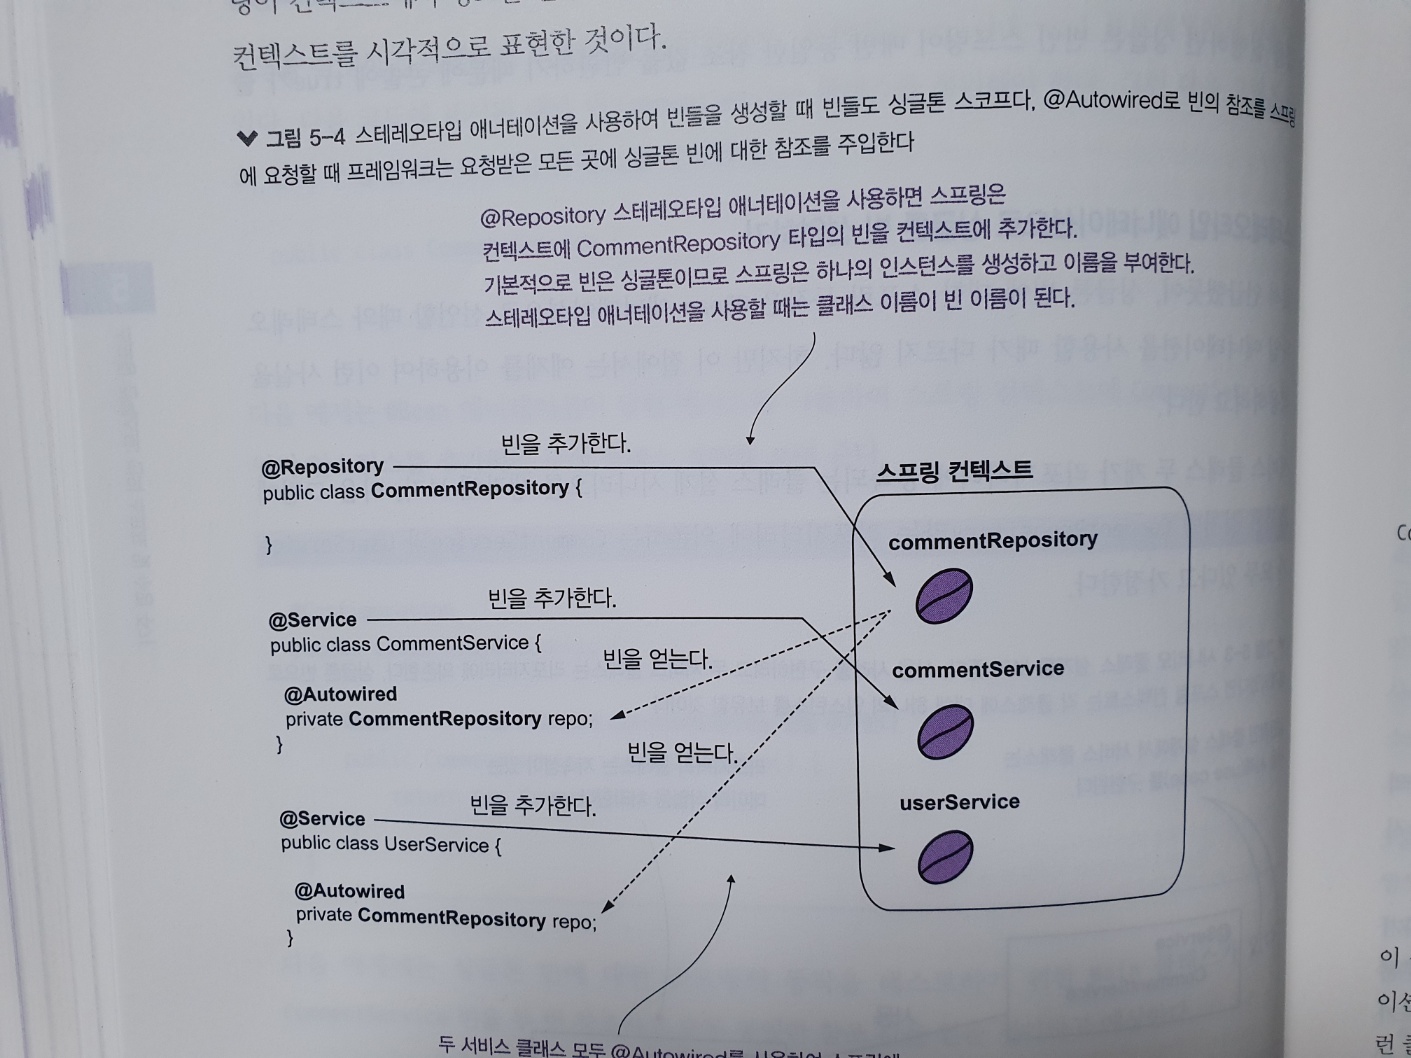 컨텍스트를 시각적으로 표현한 것이다.
그림 5-4 스테레오타입 애너테이션을 사용하여 빈들을 생성할 때 빈들도 싱글톤 스코프다, @Autowired로 빈의 참조를 스프링
에 요청할 때 프레임워크는 요청받은 모든 곳에 싱글톤 빈에 대한 참조를 주입한다
@Repository 스테레오타입 애너테이션을 사용하면 스프링은
컨텍스트에 CommentRepository 타입의 빈을 컨텍스트에 추가한다.
기본적으로 빈은 싱글톤이므로 스프링은 하나의 인스턴스를 생성하고 이름을 부여한다.
스테레오타입 애너테이션을 사용할 때는 클래스 이름이 빈 이름이 된다.
빈을 추가한다.
@Repository
public class CommentRepository {
}
스프링 컨텍스트
commentRepository
빈을 추가한다.
@Service
public class CommentService {
빈을 얻는다.
commentService
@Autowired
private CommentRepository repo;
}
빈을 얻는다.
빈을 추가한다.
userService
@Service
public class UserService {
@Autowired
private CommentRepository repo;
}
두 서비스 클래스 모두 @Autowired를 사용하여 스프링에
이
이션
런